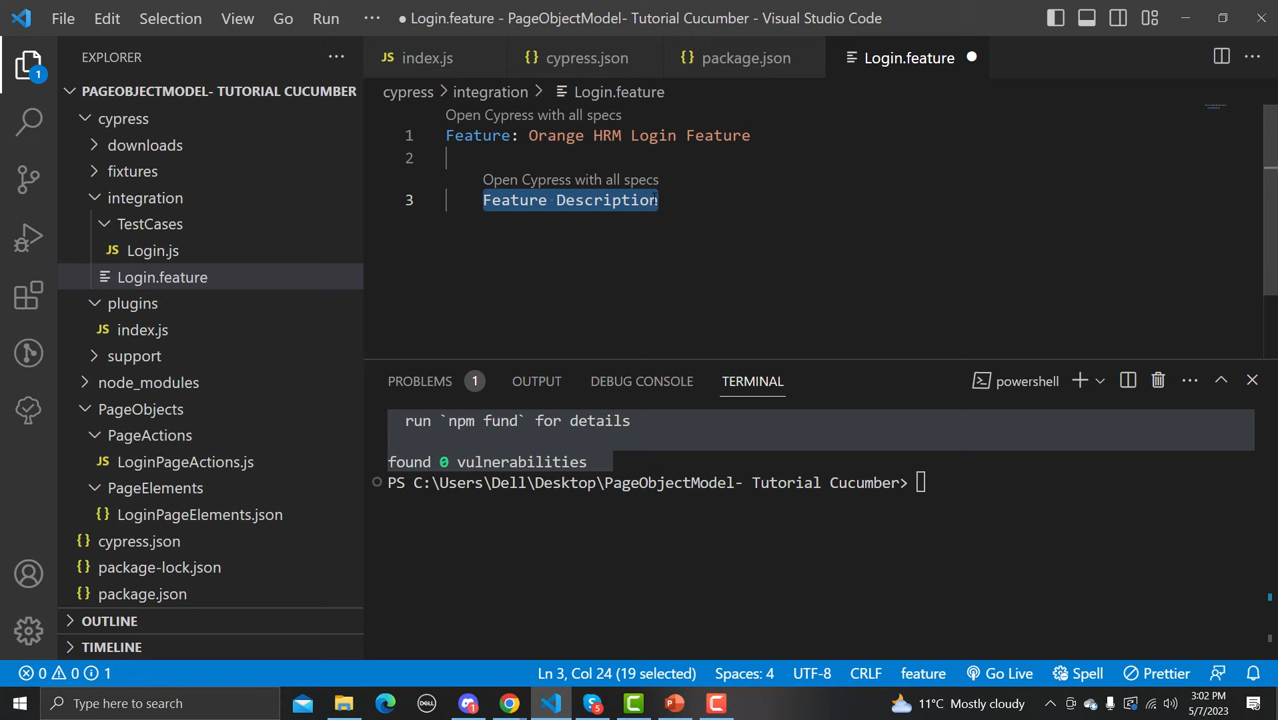 File Edit Selection View Go Run ··· ● Login.feature - PageObjectModel- Tutorial Cucumber - Visual Studio Code
EXPLORER ···
1
PAGEOBJECTMODEL- TUTORIAL CUCUMBER
cypress
downloads
fixtures
integration
TestCases
JS Login.js
Login.feature
plugins
JS index.js
support
node_modules
PageObjects
PageActions
JS LoginPageActions.js
PageElements
{} LoginPageElements.json
{} cypress.json
{} package-lock.json
{} package.json
OUTLINE
TIMELINE
JS index.js {} cypress.json {} package.json Login.feature ●
cypress > integration > Login.feature
Open Cypress with all specs
1 Feature: Orange HRM Login Feature
2
Open Cypress with all specs
3 Feature Description
PROBLEMS 1 OUTPUT DEBUG CONSOLE TERMINAL powershell
run `npm fund` for details
found 0 vulnerabilities
PS C:\Users\Dell\Desktop\PageObjectModel- Tutorial Cucumber>
0 0 1 Ln 3, Col 24 (19 selected) Spaces: 4 UTF-8 CRLF feature Go Live Spell Prettier
Type here to search DELL 11°C Mostly cloudy 3:02 PM
5/7/2023